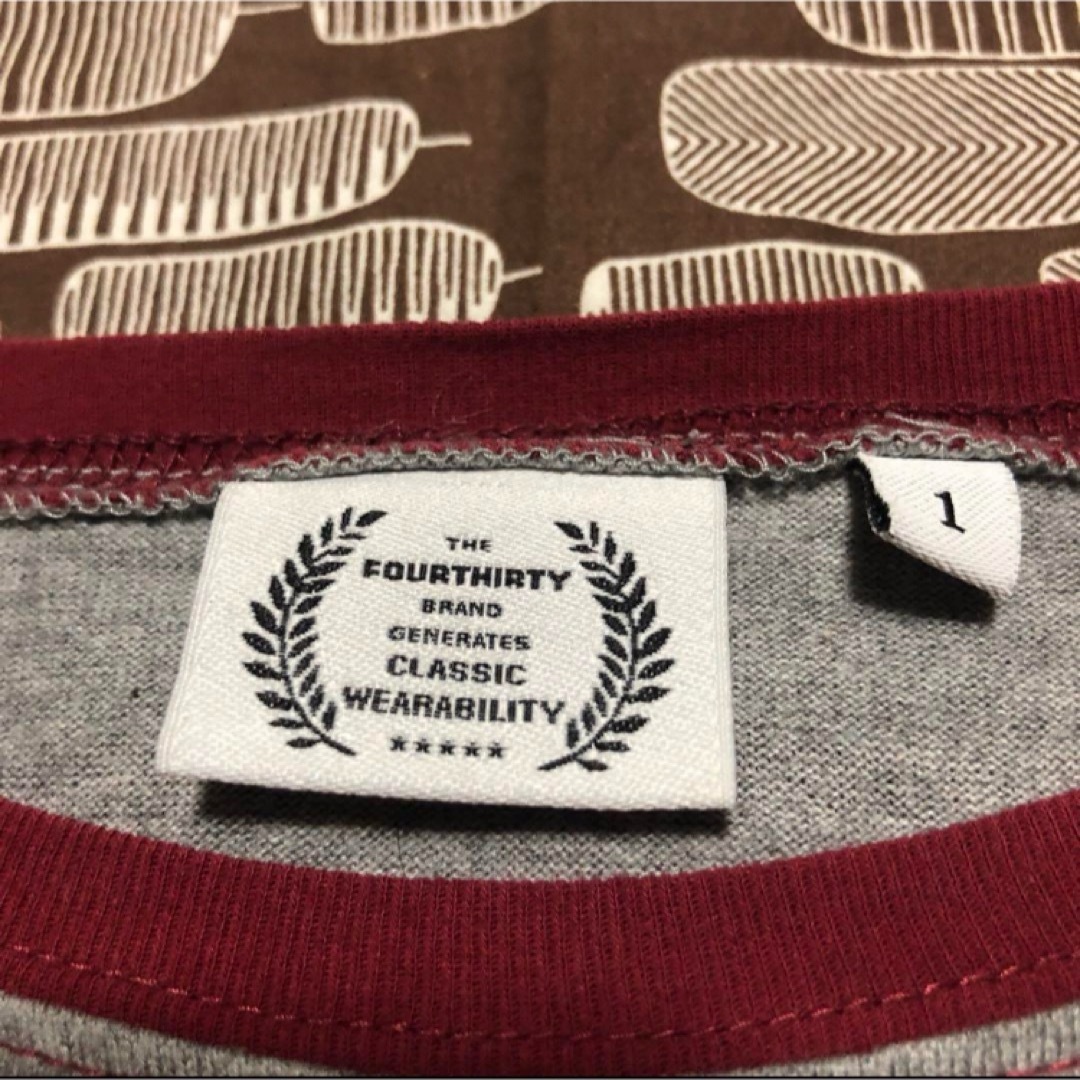 THE
FOURTHIRTY
BRAND
GENERATES
CLASSIC
WEARABILITY
★★★★★
1